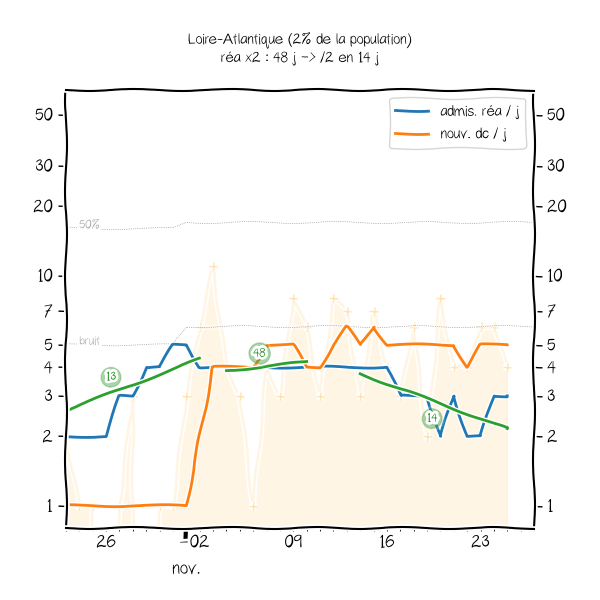 Loire-Atlantique (2% de la population)
réa x2 : 48 j -> /2 en 14 j
admis. réa / j
nouv. dc / j
50 50
30 30
20 20
50%
10 10
7 7
bruit
5 5
4 4
3 3
2 2
1 1
13
48
14
26 02 09 16 23
nov.